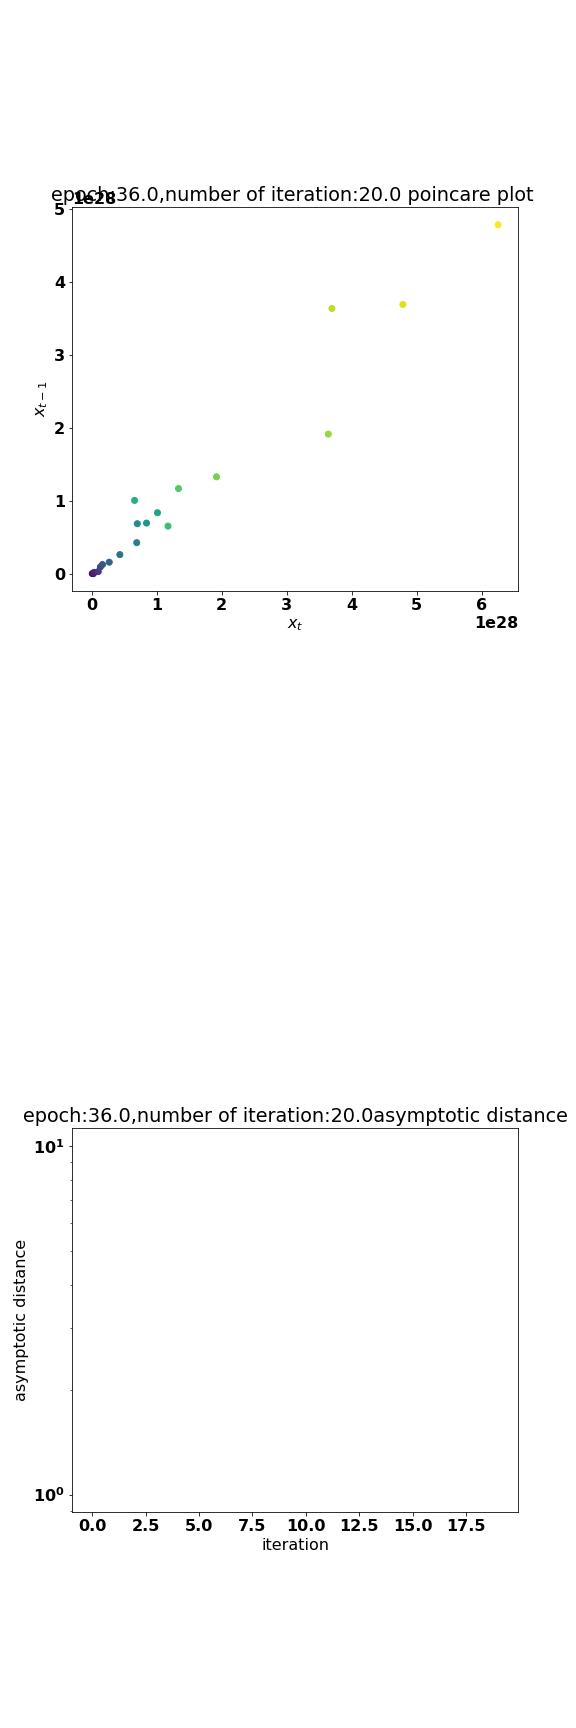 epoch:36.0,number of iteration:20.0 poincare plot
1e28
5
4
3
2
1
0
x_{t-1}
0 1 2 3 4 5 6
x_t
1e28
epoch:36.0,number of iteration:20.0asymptotic distance
10^1
10^0
asymptotic distance
0.0 2.5 5.0 7.5 10.0 12.5 15.0 17.5
iteration